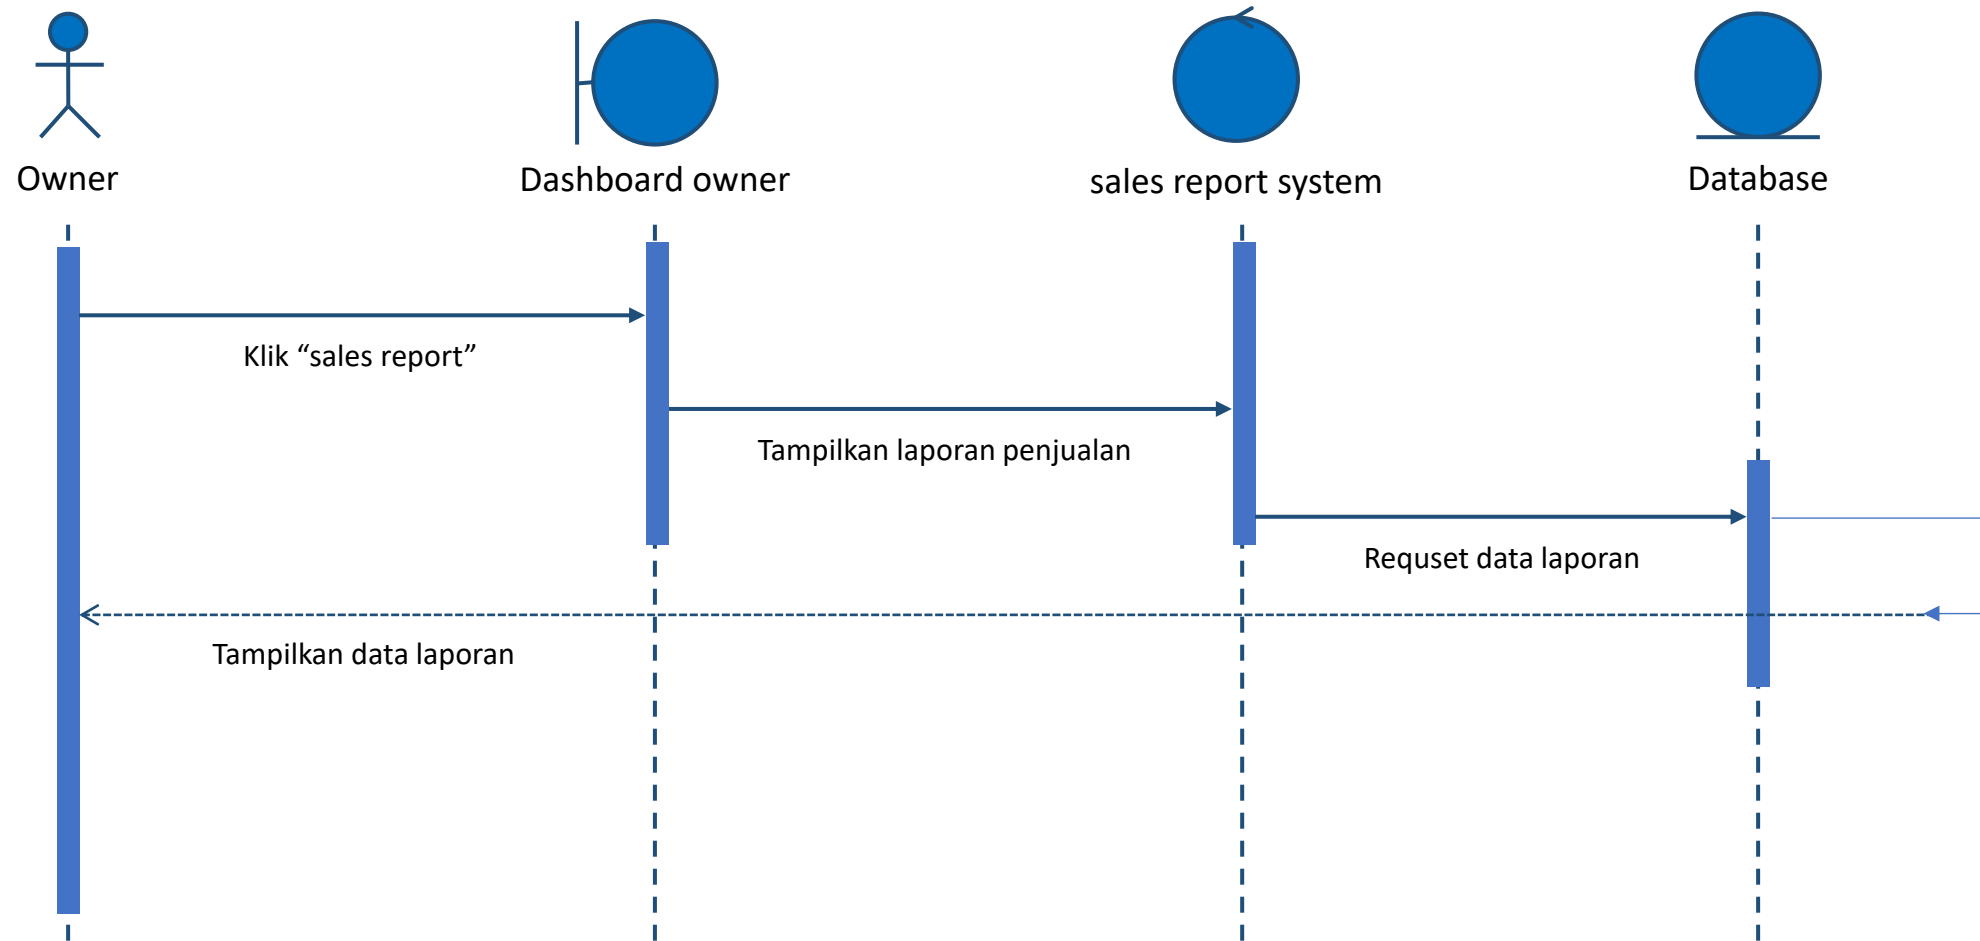 Owner
Dashboard owner
sales report system
Database
Klik “sales report”
Tampilkan laporan penjualan
Requset data laporan
Tampilkan data laporan